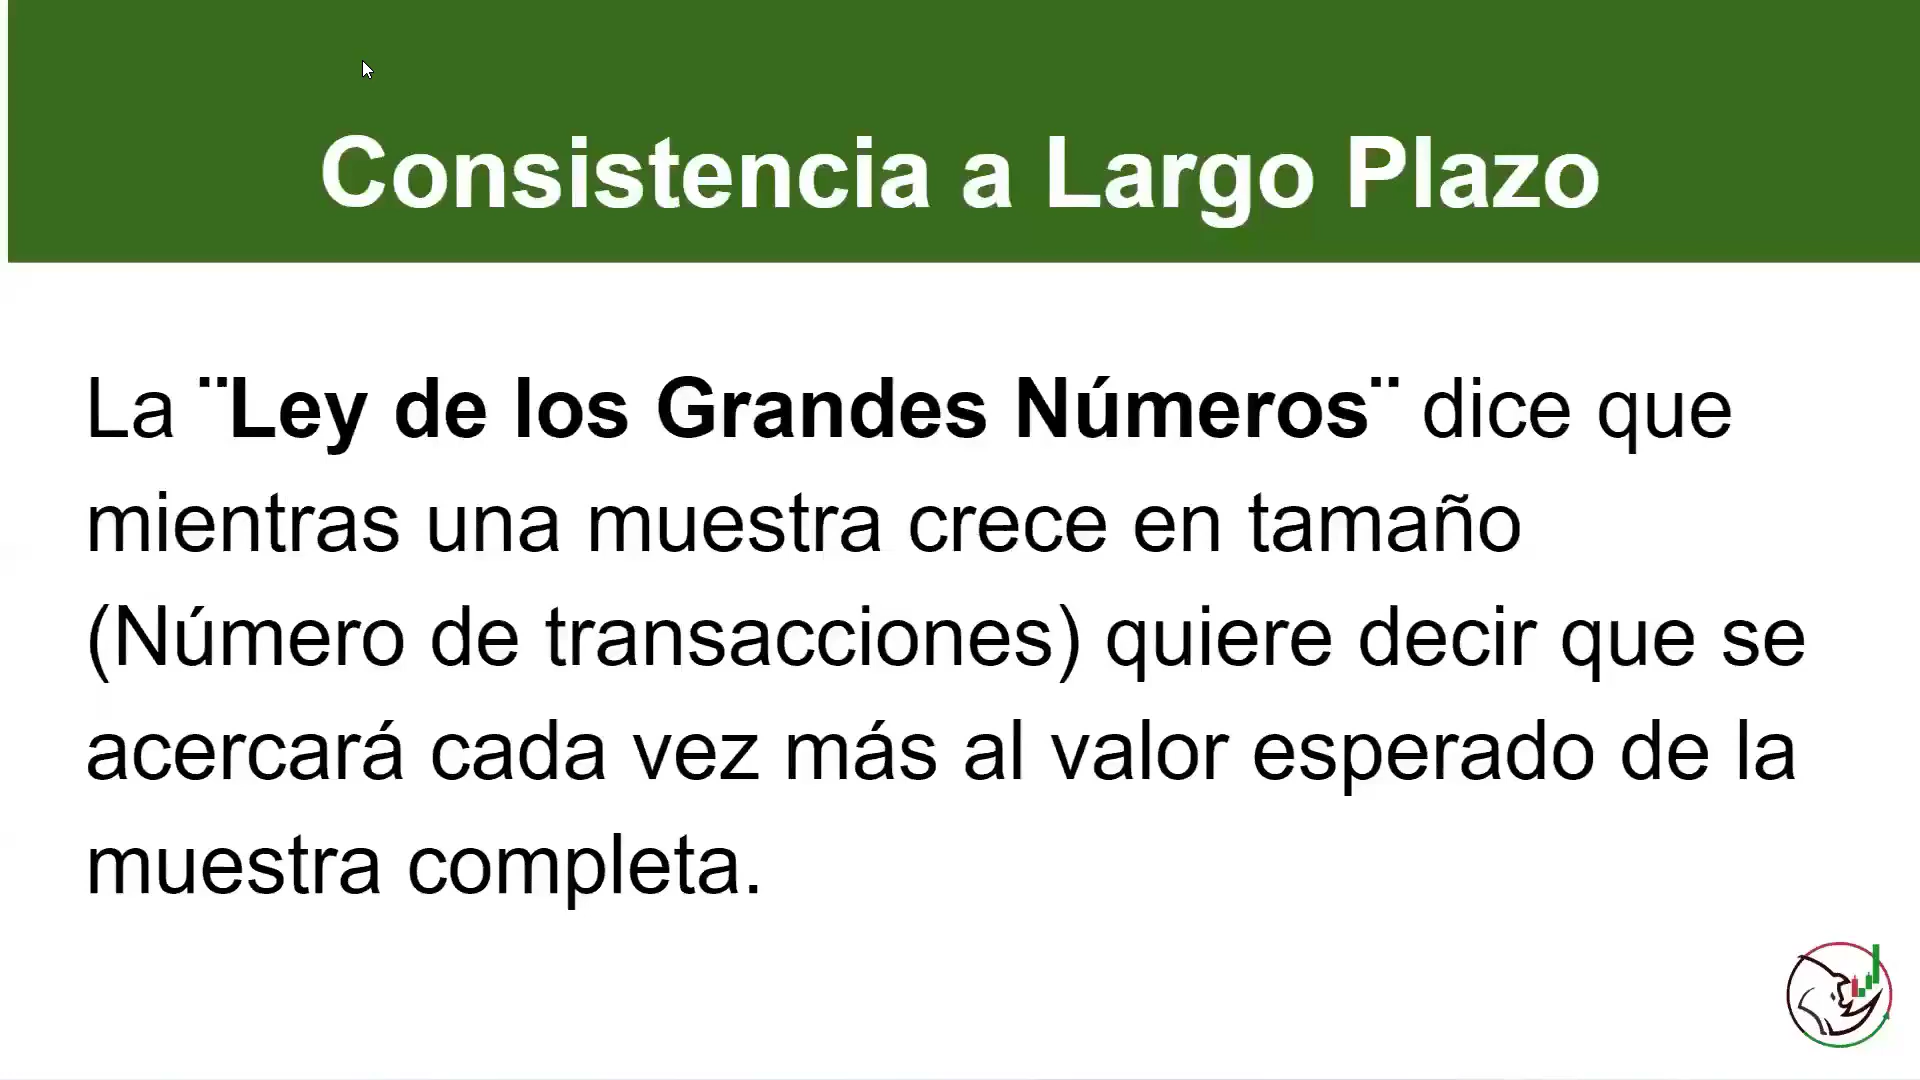 Consistencia a Largo Plazo
La ¨Ley de los Grandes Números¨ dice que
mientras una muestra crece en tamaño
(Número de transacciones) quiere decir que se
acercará cada vez más al valor esperado de la
muestra completa.